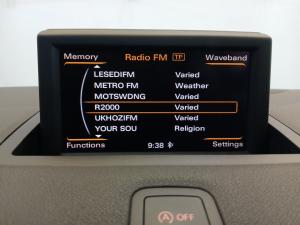 Memory Radio FM TP Waveband
LESEDIFM Varied
METRO FM Weather
MOTSWDNG Varied
R2000 Varied
UKHOZIFM Varied
YOUR SOU Religion
Functions 9:38 Settings
A OFF